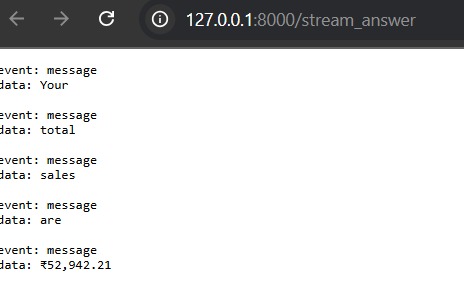 127.0.0.1:8000/stream_answer
event: message
data: Your
event: message
data: total
event: message
data: sales
event: message
data: are
event: message
data: ₹52,942.21